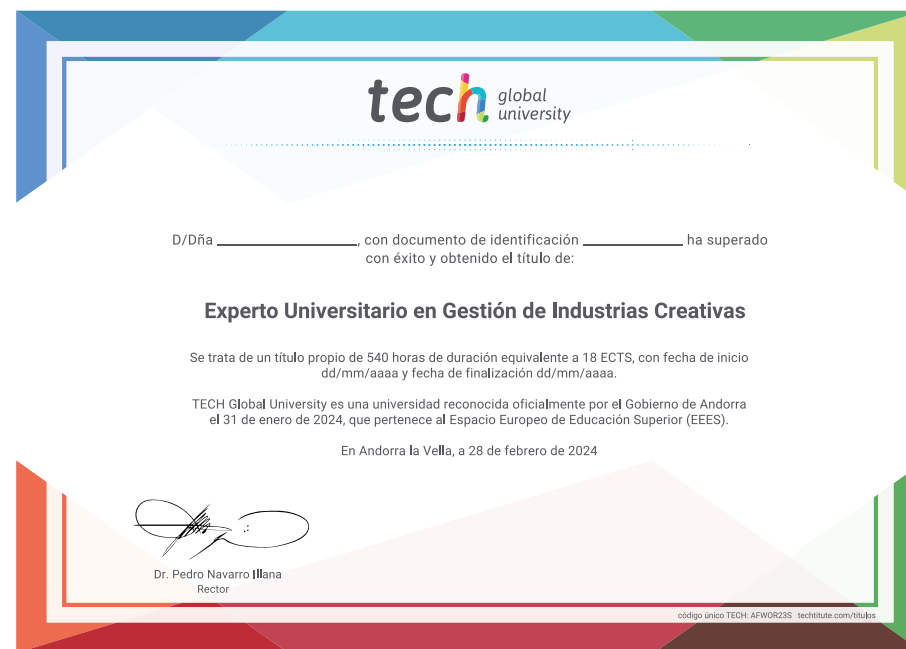 tech global university
D/Dña ____________, con documento de identificación ____________ ha superado
con éxito y obtenido el título de:
Experto Universitario en Gestión de Industrias Creativas
Se trata de un título propio de 540 horas de duración equivalente a 18 ECTS, con fecha de inicio
dd/mm/aaaa y fecha de finalización dd/mm/aaaa.
TECH Global University es una universidad reconocida oficialmente por el Gobierno de Andorra
el 31 de enero de 2024, que pertenece al Espacio Europeo de Educación Superior (EEES).
En Andorra la Vella, a 28 de febrero de 2024
Dr. Pedro Navarro Illana
Rector
código único TECH: AFWOR23S techtitute.com/titulos